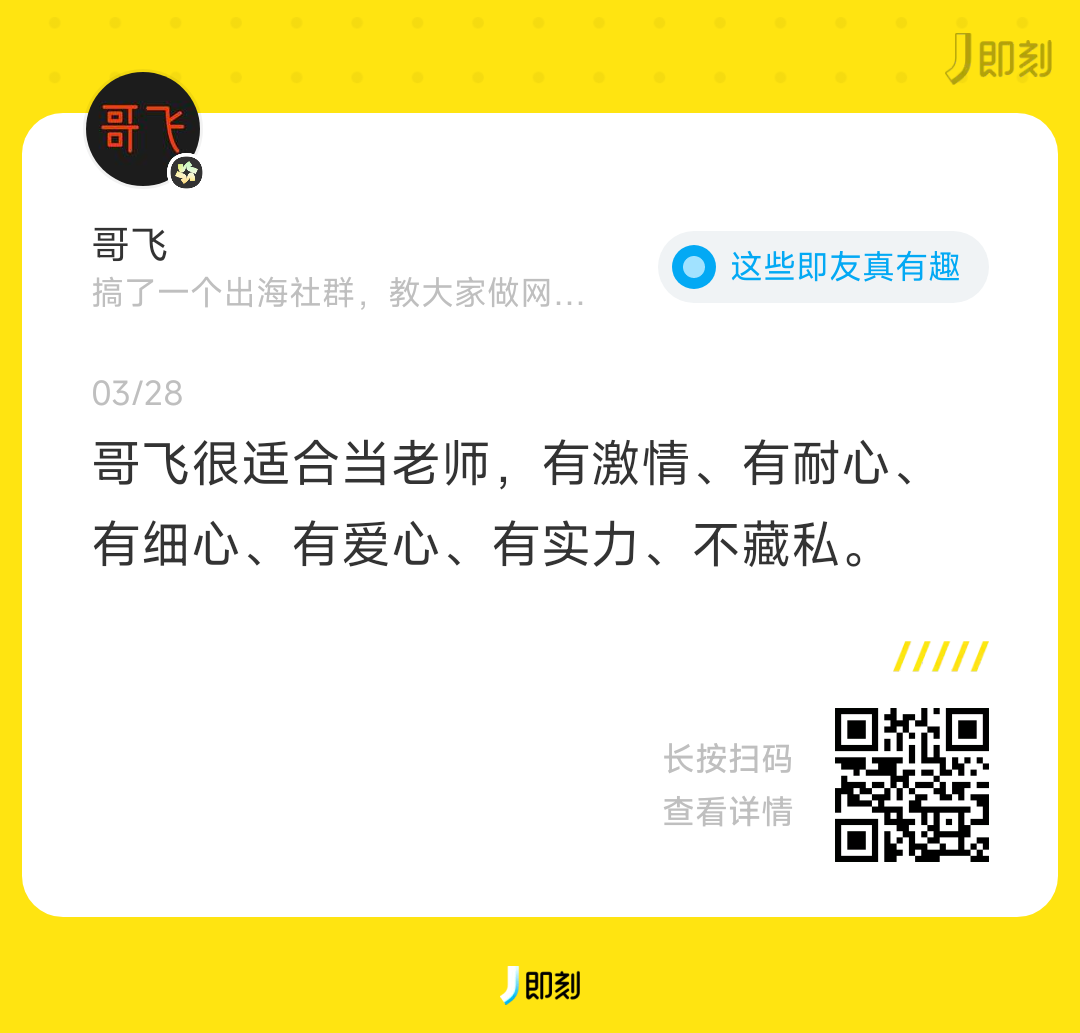 即刻
哥飞
哥飞
搞了一个出海社群，教大家做网...
这些即友真有趣
03/28
哥飞很适合当老师，有激情、有耐心、
有细心、有爱心、有实力、不藏私。
长按扫码
查看详情
即刻